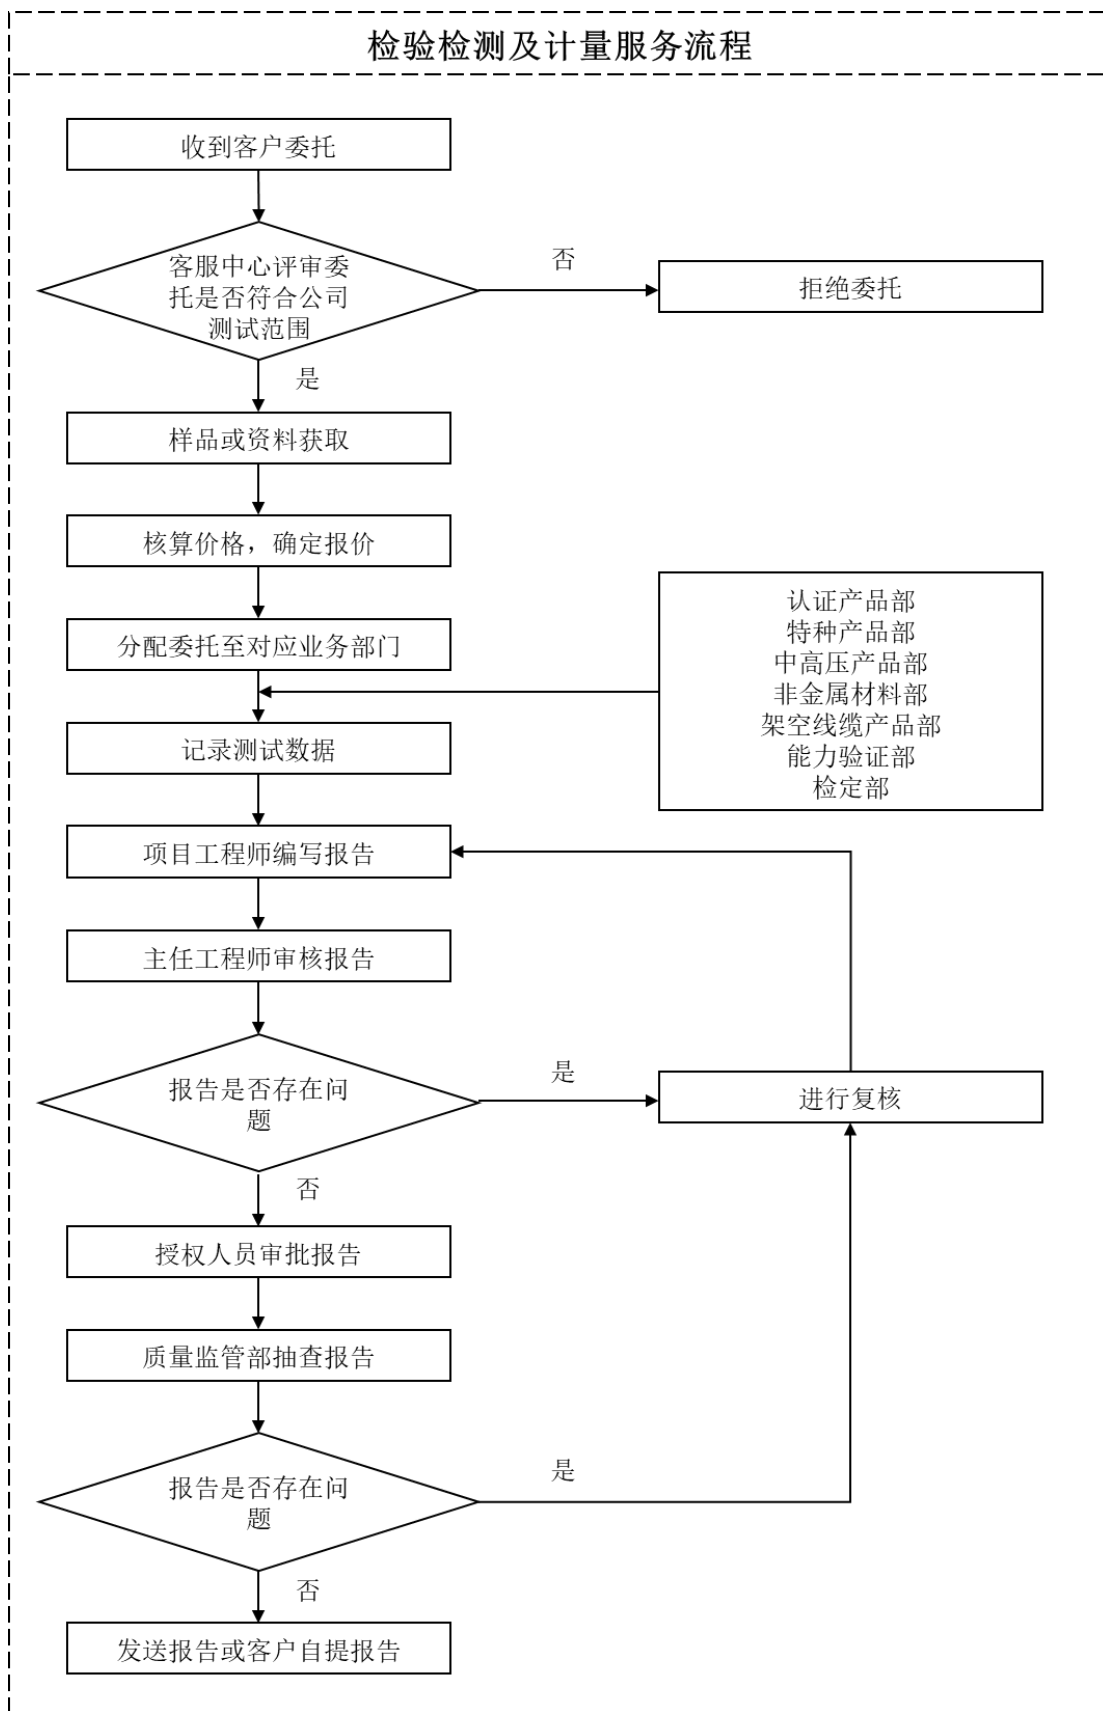 检验检测及计量服务流程
收到客户委托
客服中心评审委
托是否符合公司
测试范围
否
拒绝委托
是
样品或资料获取
核算价格，确定报价
分配委托至对应业务部门
认证产品部
特种产品部
中高压产品部
非金属材料部
架空线缆产品部
能力验证部
检定部
记录测试数据
项目工程师编写报告
主任工程师审核报告
报告是否存在问
题
是
进行复核
否
授权人员审批报告
质量监管部抽查报告
报告是否存在问
题
是
否
发送报告或客户自提报告